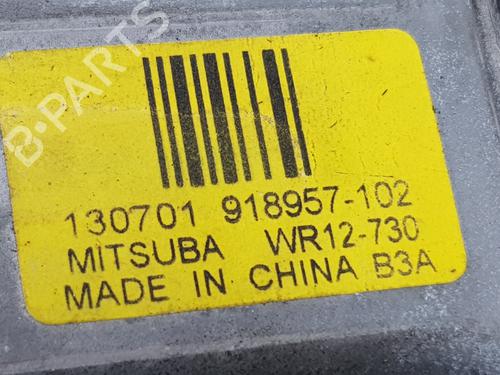 130701 918957-102
MITSUBA WR12-730
MADE IN CHINA B3A
B-PARTS